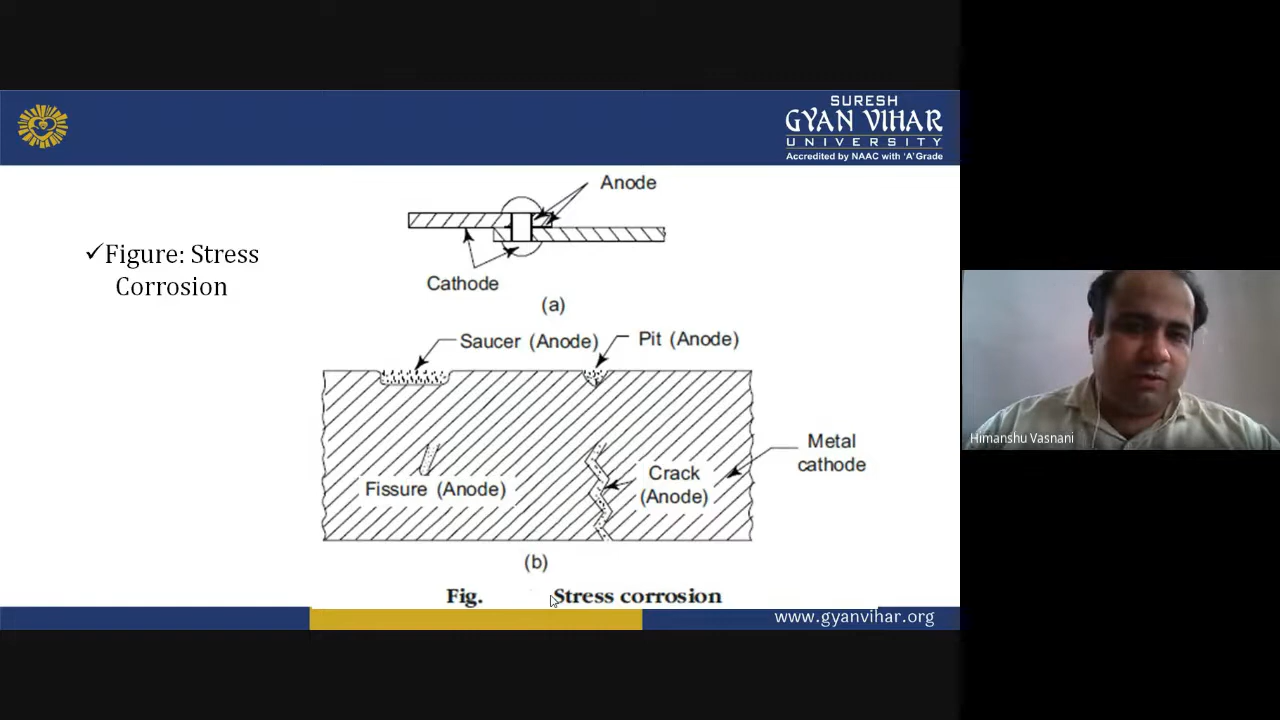 SURESH
GYAN VIHAR
UNIVERSITY
Accredited by NAAC with 'A' Grade
✓Figure: Stress
Corrosion
Anode
Cathode
(a)
Saucer (Anode)
Pit (Anode)
Metal
cathode
Crack
(Anode)
Fissure (Anode)
(b)
Fig. Stress corrosion
www.gyanvihar.org
Himanshu Vasnani